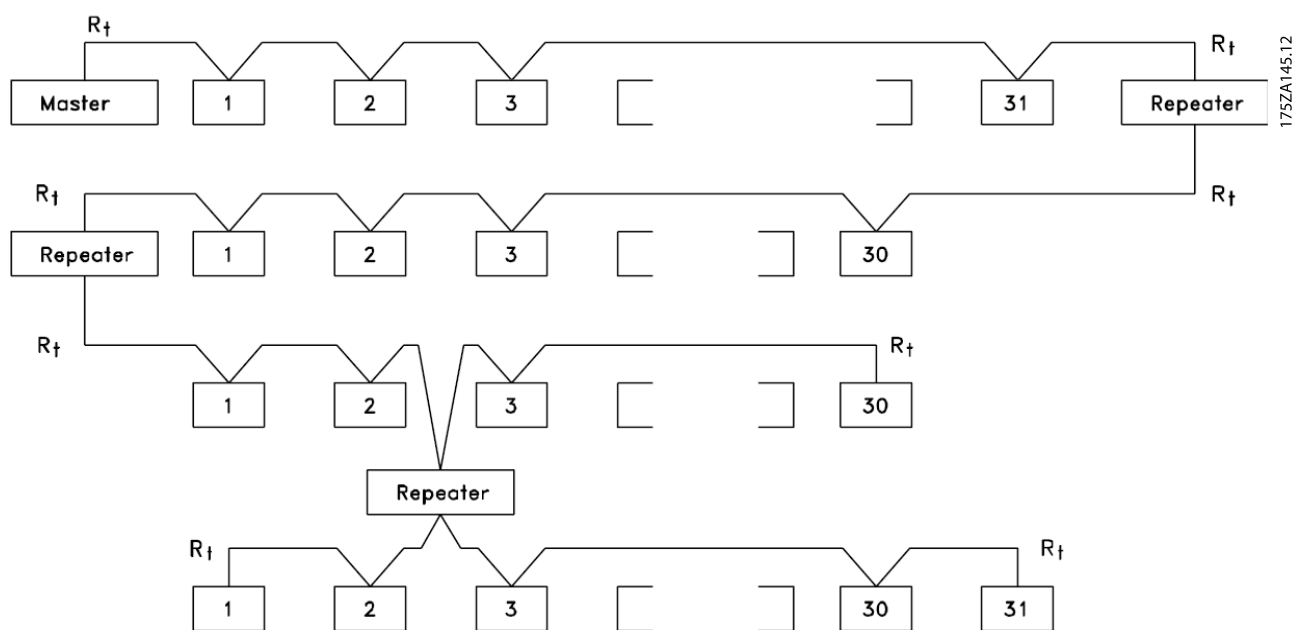 Rt Rt
Master 1 2 3 31 Repeater
175ZA145.12
Rt Rt
Repeater 1 2 3 30
Rt Rt
1 2 3 30
Repeater
Rt Rt
1 2 3 30 31